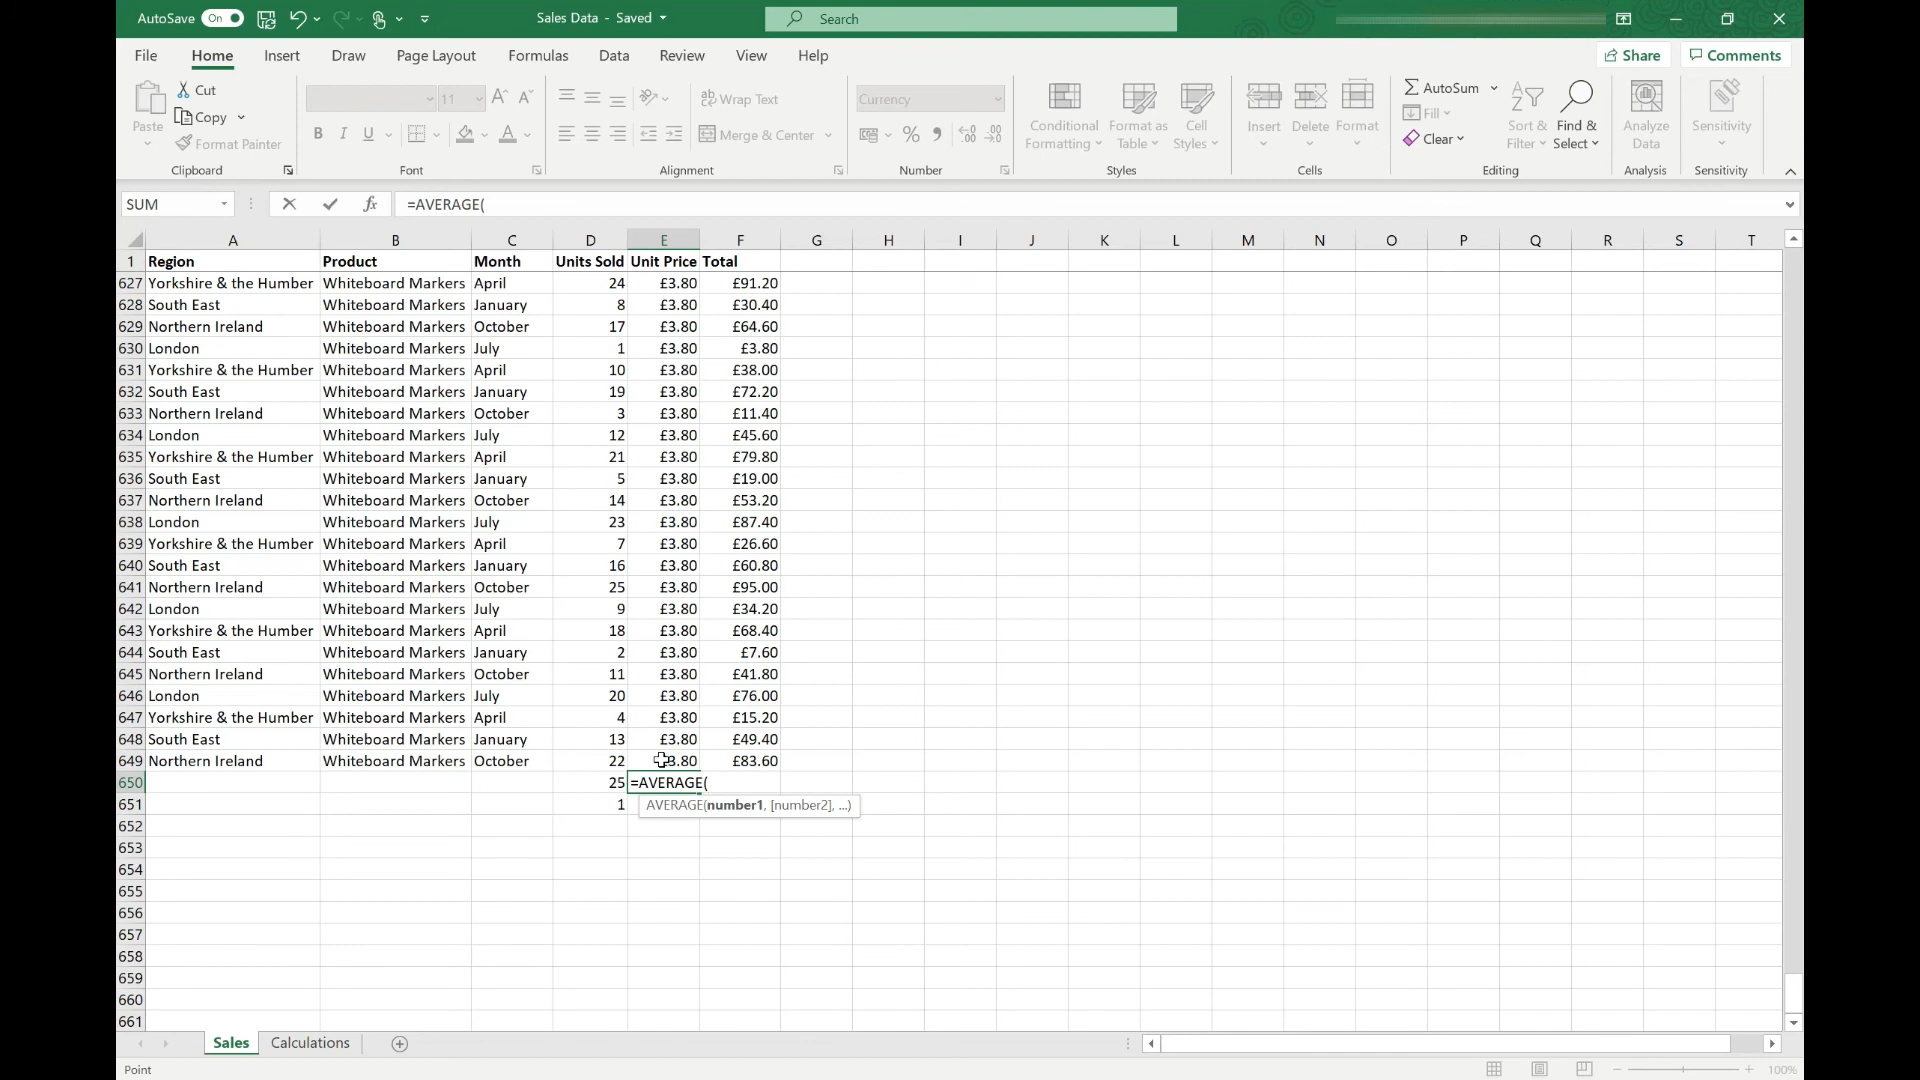 AutoSave On Sales Data - Saved Search
File Home Insert Draw Page Layout Formulas Data Review View Help Share Comments
Paste Cut Copy Format Painter Clipboard
11 Font
Wrap Text Merge & Center Alignment
Currency Number
Conditional Formatting Format as Table Cell Styles Styles
Insert Delete Format Cells
AutoSum Fill Clear Sort & Filter Find & Select Editing
Analyze Data Analysis
Sensitivity Sensitivity
SUM fx =AVERAGE(
A B C D E F G H I J K L M N O P Q R S T
1 Region Product Month Units Sold Unit Price Total
627 Yorkshire & the Humber Whiteboard Markers April 24 £3.80 £91.20
628 South East Whiteboard Markers January 8 £3.80 £30.40
629 Northern Ireland Whiteboard Markers October 17 £3.80 £64.60
630 London Whiteboard Markers July 1 £3.80 £3.80
631 Yorkshire & the Humber Whiteboard Markers April 10 £3.80 £38.00
632 South East Whiteboard Markers January 19 £3.80 £72.20
633 Northern Ireland Whiteboard Markers October 3 £3.80 £11.40
634 London Whiteboard Markers July 12 £3.80 £45.60
635 Yorkshire & the Humber Whiteboard Markers April 21 £3.80 £79.80
636 South East Whiteboard Markers January 5 £3.80 £19.00
637 Northern Ireland Whiteboard Markers October 14 £3.80 £53.20
638 London Whiteboard Markers July 23 £3.80 £87.40
639 Yorkshire & the Humber Whiteboard Markers April 7 £3.80 £26.60
640 South East Whiteboard Markers January 16 £3.80 £60.80
641 Northern Ireland Whiteboard Markers October 25 £3.80 £95.00
642 London Whiteboard Markers July 9 £3.80 £34.20
643 Yorkshire & the Humber Whiteboard Markers April 18 £3.80 £68.40
644 South East Whiteboard Markers January 2 £3.80 £7.60
645 Northern Ireland Whiteboard Markers October 11 £3.80 £41.80
646 London Whiteboard Markers July 20 £3.80 £76.00
647 Yorkshire & the Humber Whiteboard Markers April 4 £3.80 £15.20
648 South East Whiteboard Markers January 13 £3.80 £49.40
649 Northern Ireland Whiteboard Markers October 22 3.80 £83.60
650 25 =AVERAGE(
651 1 AVERAGE(number1, [number2], ...)
652
653
654
655
656
657
658
659
660
661
Sales Calculations
Point 100%